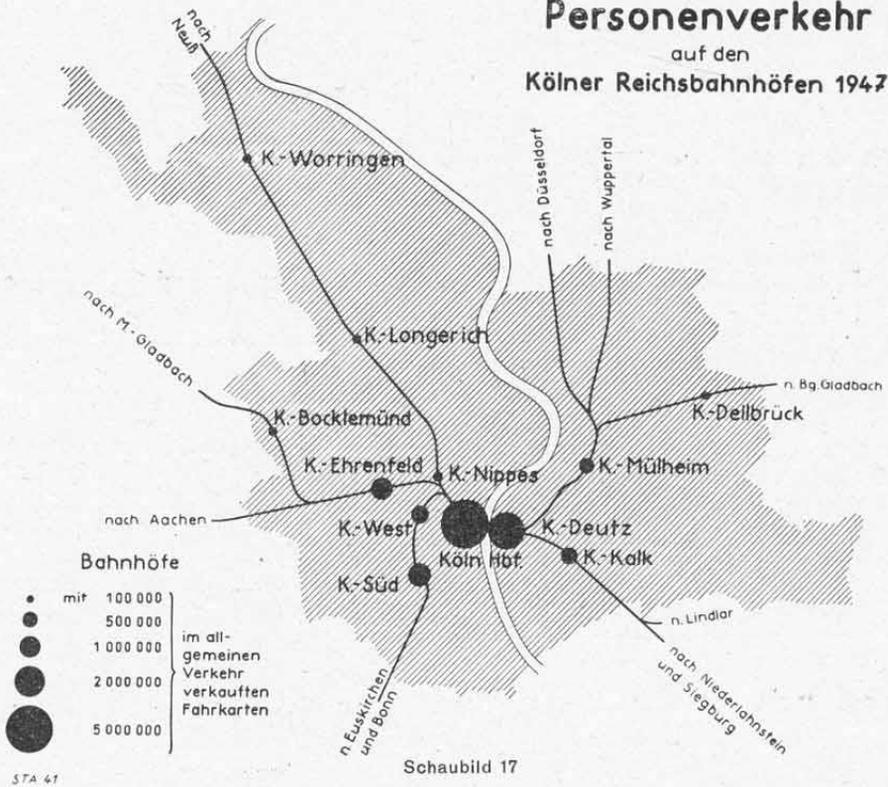 Personenverkehr
auf den
Kölner Reichsbahnhöfen 1947
nach
Neuß
K.-Worringen
nach Düsseldorf
nach Wuppertal
nach M.-Gladbach
K.-Longerich
n. Bg. Gladbach
K.-Dellbrück
K.-Bocklemünd
K.-Ehrenfeld
K.-Nippes
K.-Mülheim
nach Aachen
K.-West
K.-Deutz
Köln Hbf.
K.-Kalk
K.-Süd
n. Lindlar
nach Niederlahnstein
und Siegburg
n. Euskirchen
und Bonn
Bahnhöfe
mit 100 000
500 000
1 000 000
2 000 000
5 000 000
im all-
gemeinen
Verkehr
verkauften
Fahrkarten
Schaubild 17
STA 41